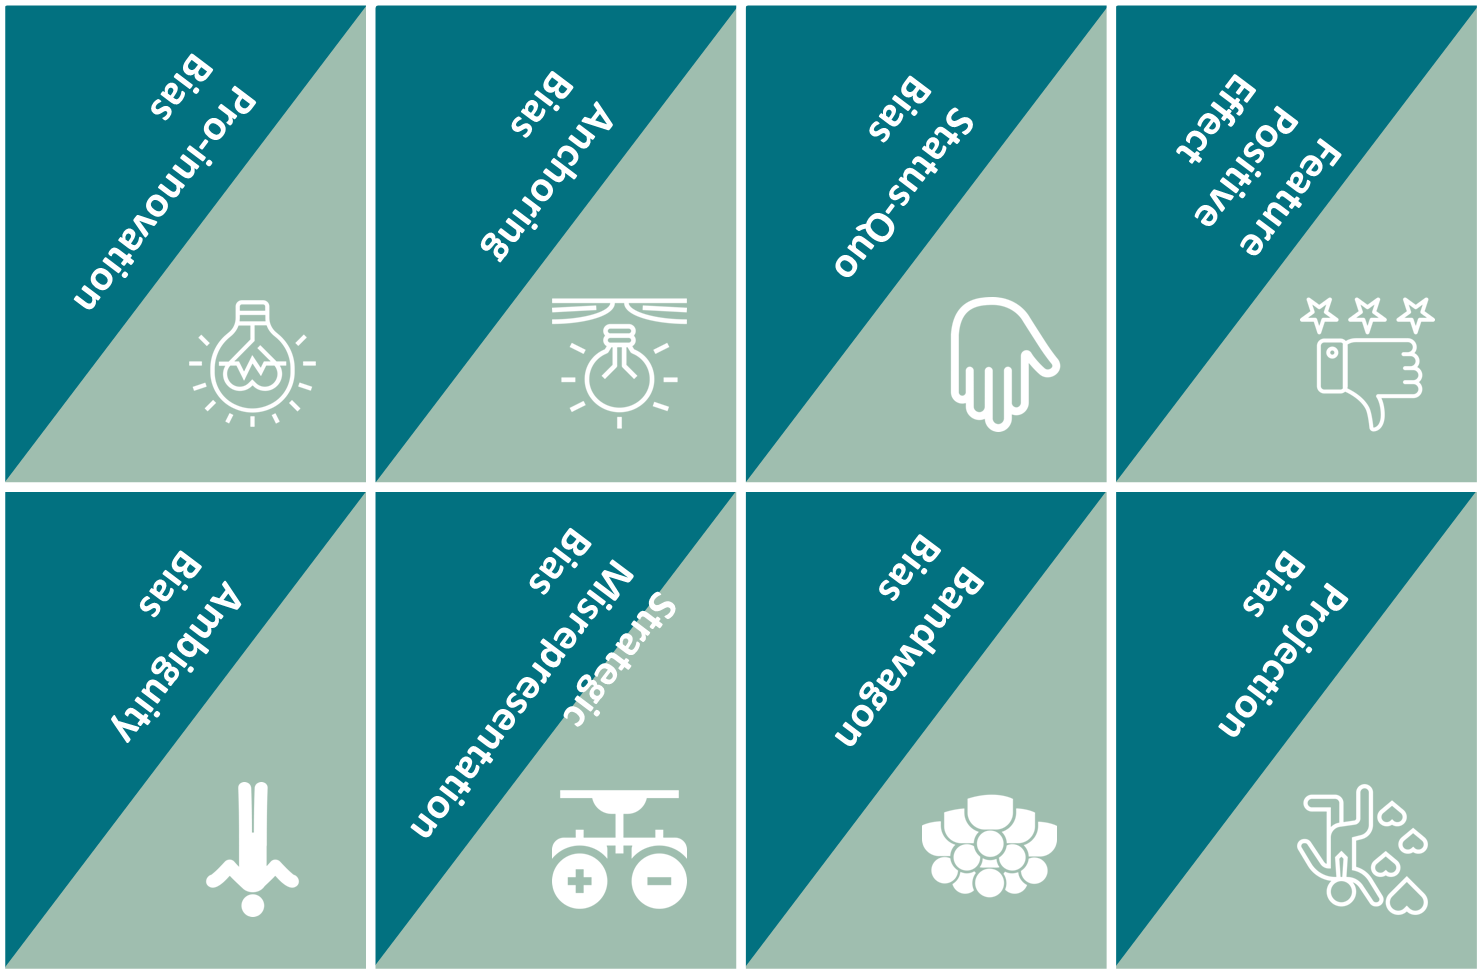 Pro-innovation
Bias
Anchoring
Bias
Status-Quo
Bias
Feature
Positive
Effect
Ambiguity
Bias
Strategic
Misrepresentation
Bias
Bandwagon
Bias
Projection
Bias